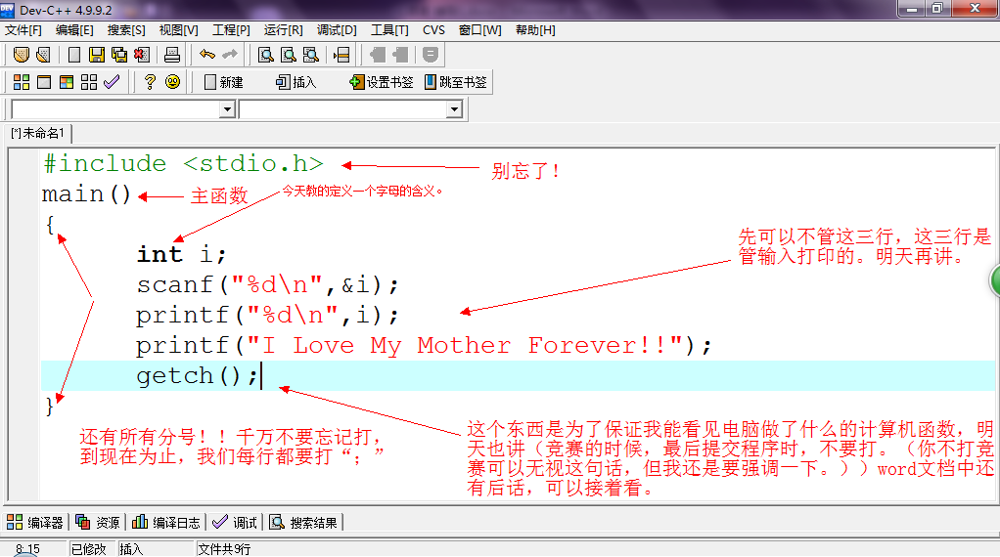 Dev-C++ 4.9.9.2
文件[F] 编辑[E] 搜索[S] 视图[V] 工程[P] 运行[R] 调试[D] 工具[T] CVS 窗口[W] 帮助[H]
新建 插入 设置书签 跳至书签
[*]未命名1
#include <stdio.h>
别忘了!
main()
主函数
今天教的定义一个字母的含义。
{
int i;
先可以不管这三行，这三行是
管输入打印的。明天再讲。
scanf("%d\n",&i);
printf("%d\n",i);
printf("I Love My Mother Forever!!");
getch();
}
还有所有分号！！千万不要忘记打，
到现在为止，我们每行都要打“；”
这个东西是为了保证我能看见电脑做了什么的计算机函数，明
天也讲（竞赛的时候，最后提交程序时，不要打。（你不打竞
赛可以无视这句话，但我还是要强调一下。））word文档中还
有后话，可以接着看。
编译器 资源 编译日志 调试 搜索结果
8: 15 已修改 插入 文件共9行